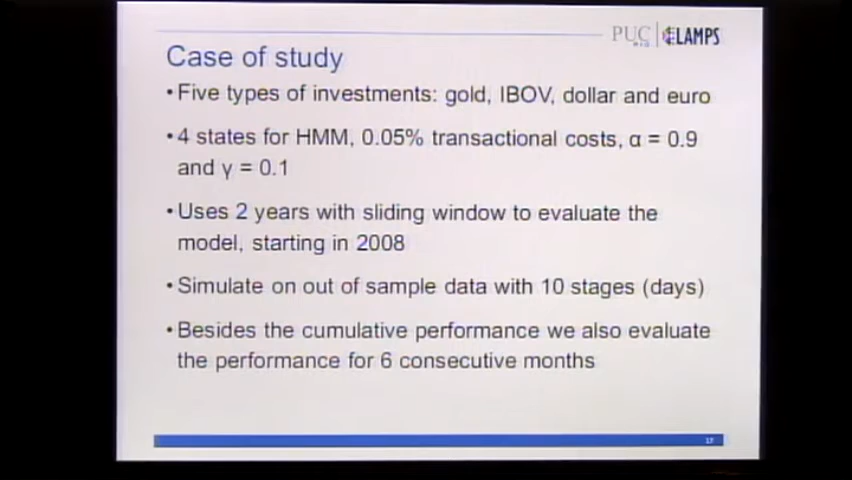 PUC RIO LAMPS
Case of study
• Five types of investments: gold, IBOV, dollar and euro
• 4 states for HMM, 0.05% transactional costs, α = 0.9
and γ = 0.1
• Uses 2 years with sliding window to evaluate the
model, starting in 2008
• Simulate on out of sample data with 10 stages (days)
• Besides the cumulative performance we also evaluate
the performance for 6 consecutive months
17